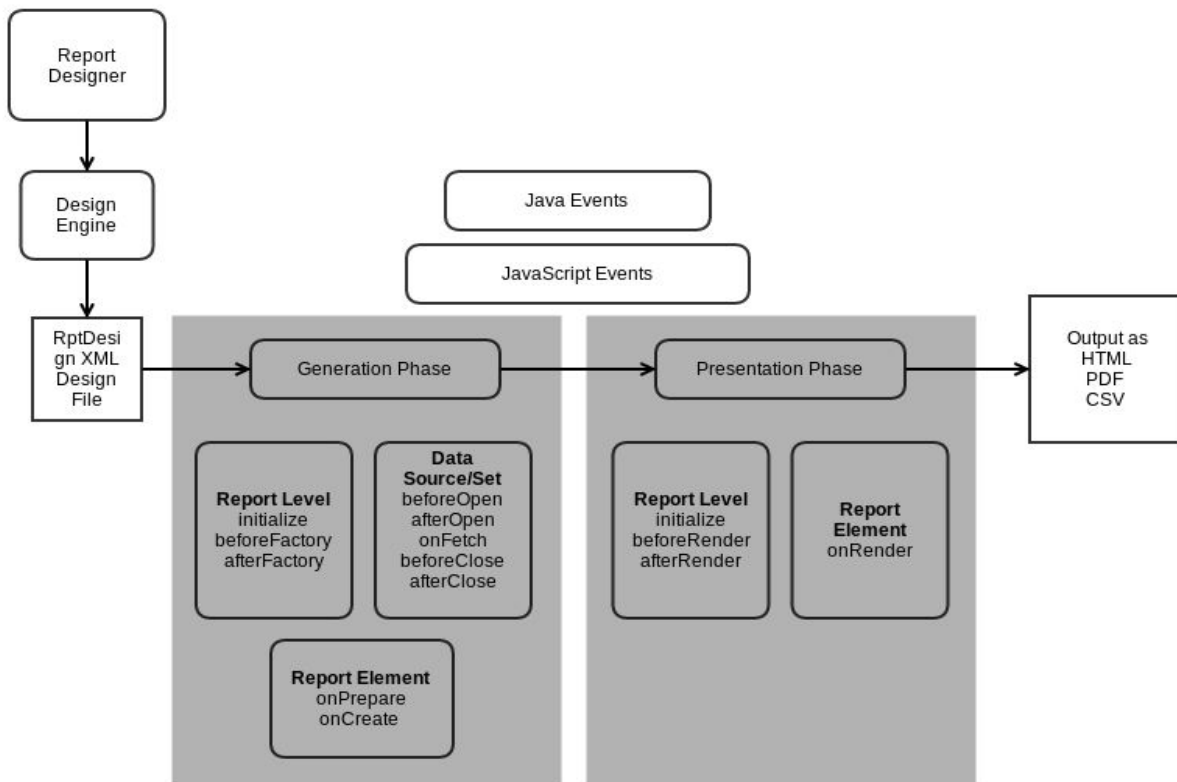 Report
Designer
Design
Engine
Java Events
JavaScript Events
RptDesi
gn XML
Design
File
Generation Phase
Presentation Phase
Output as
HTML
PDF
CSV
Report Level
initialize
beforeFactory
afterFactory
Data
Source/Set
beforeOpen
afterOpen
onFetch
beforeClose
afterClose
Report Element
onPrepare
onCreate
Report Level
initialize
beforeRender
afterRender
Report
Element
onRender